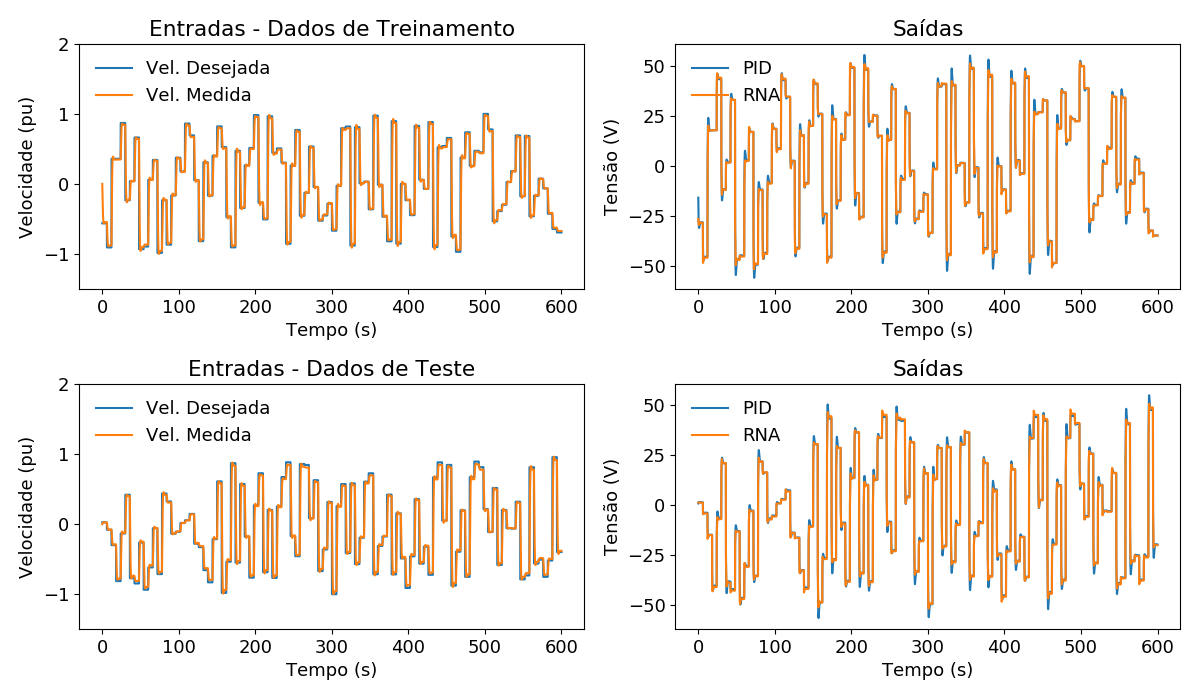 Entradas - Dados de Treinamento
Vel. Desejada
Vel. Medida
Velocidade (pu)
2
1
0
−1
0 100 200 300 400 500 600
Tempo (s)
Saídas
PID
RNA
Tensão (V)
50
25
0
−25
−50
0 100 200 300 400 500 600
Tempo (s)
Entradas - Dados de Teste
Vel. Desejada
Vel. Medida
Velocidade (pu)
2
1
0
−1
0 100 200 300 400 500 600
Tempo (s)
Saídas
PID
RNA
Tensão (V)
50
25
0
−25
−50
0 100 200 300 400 500 600
Tempo (s)